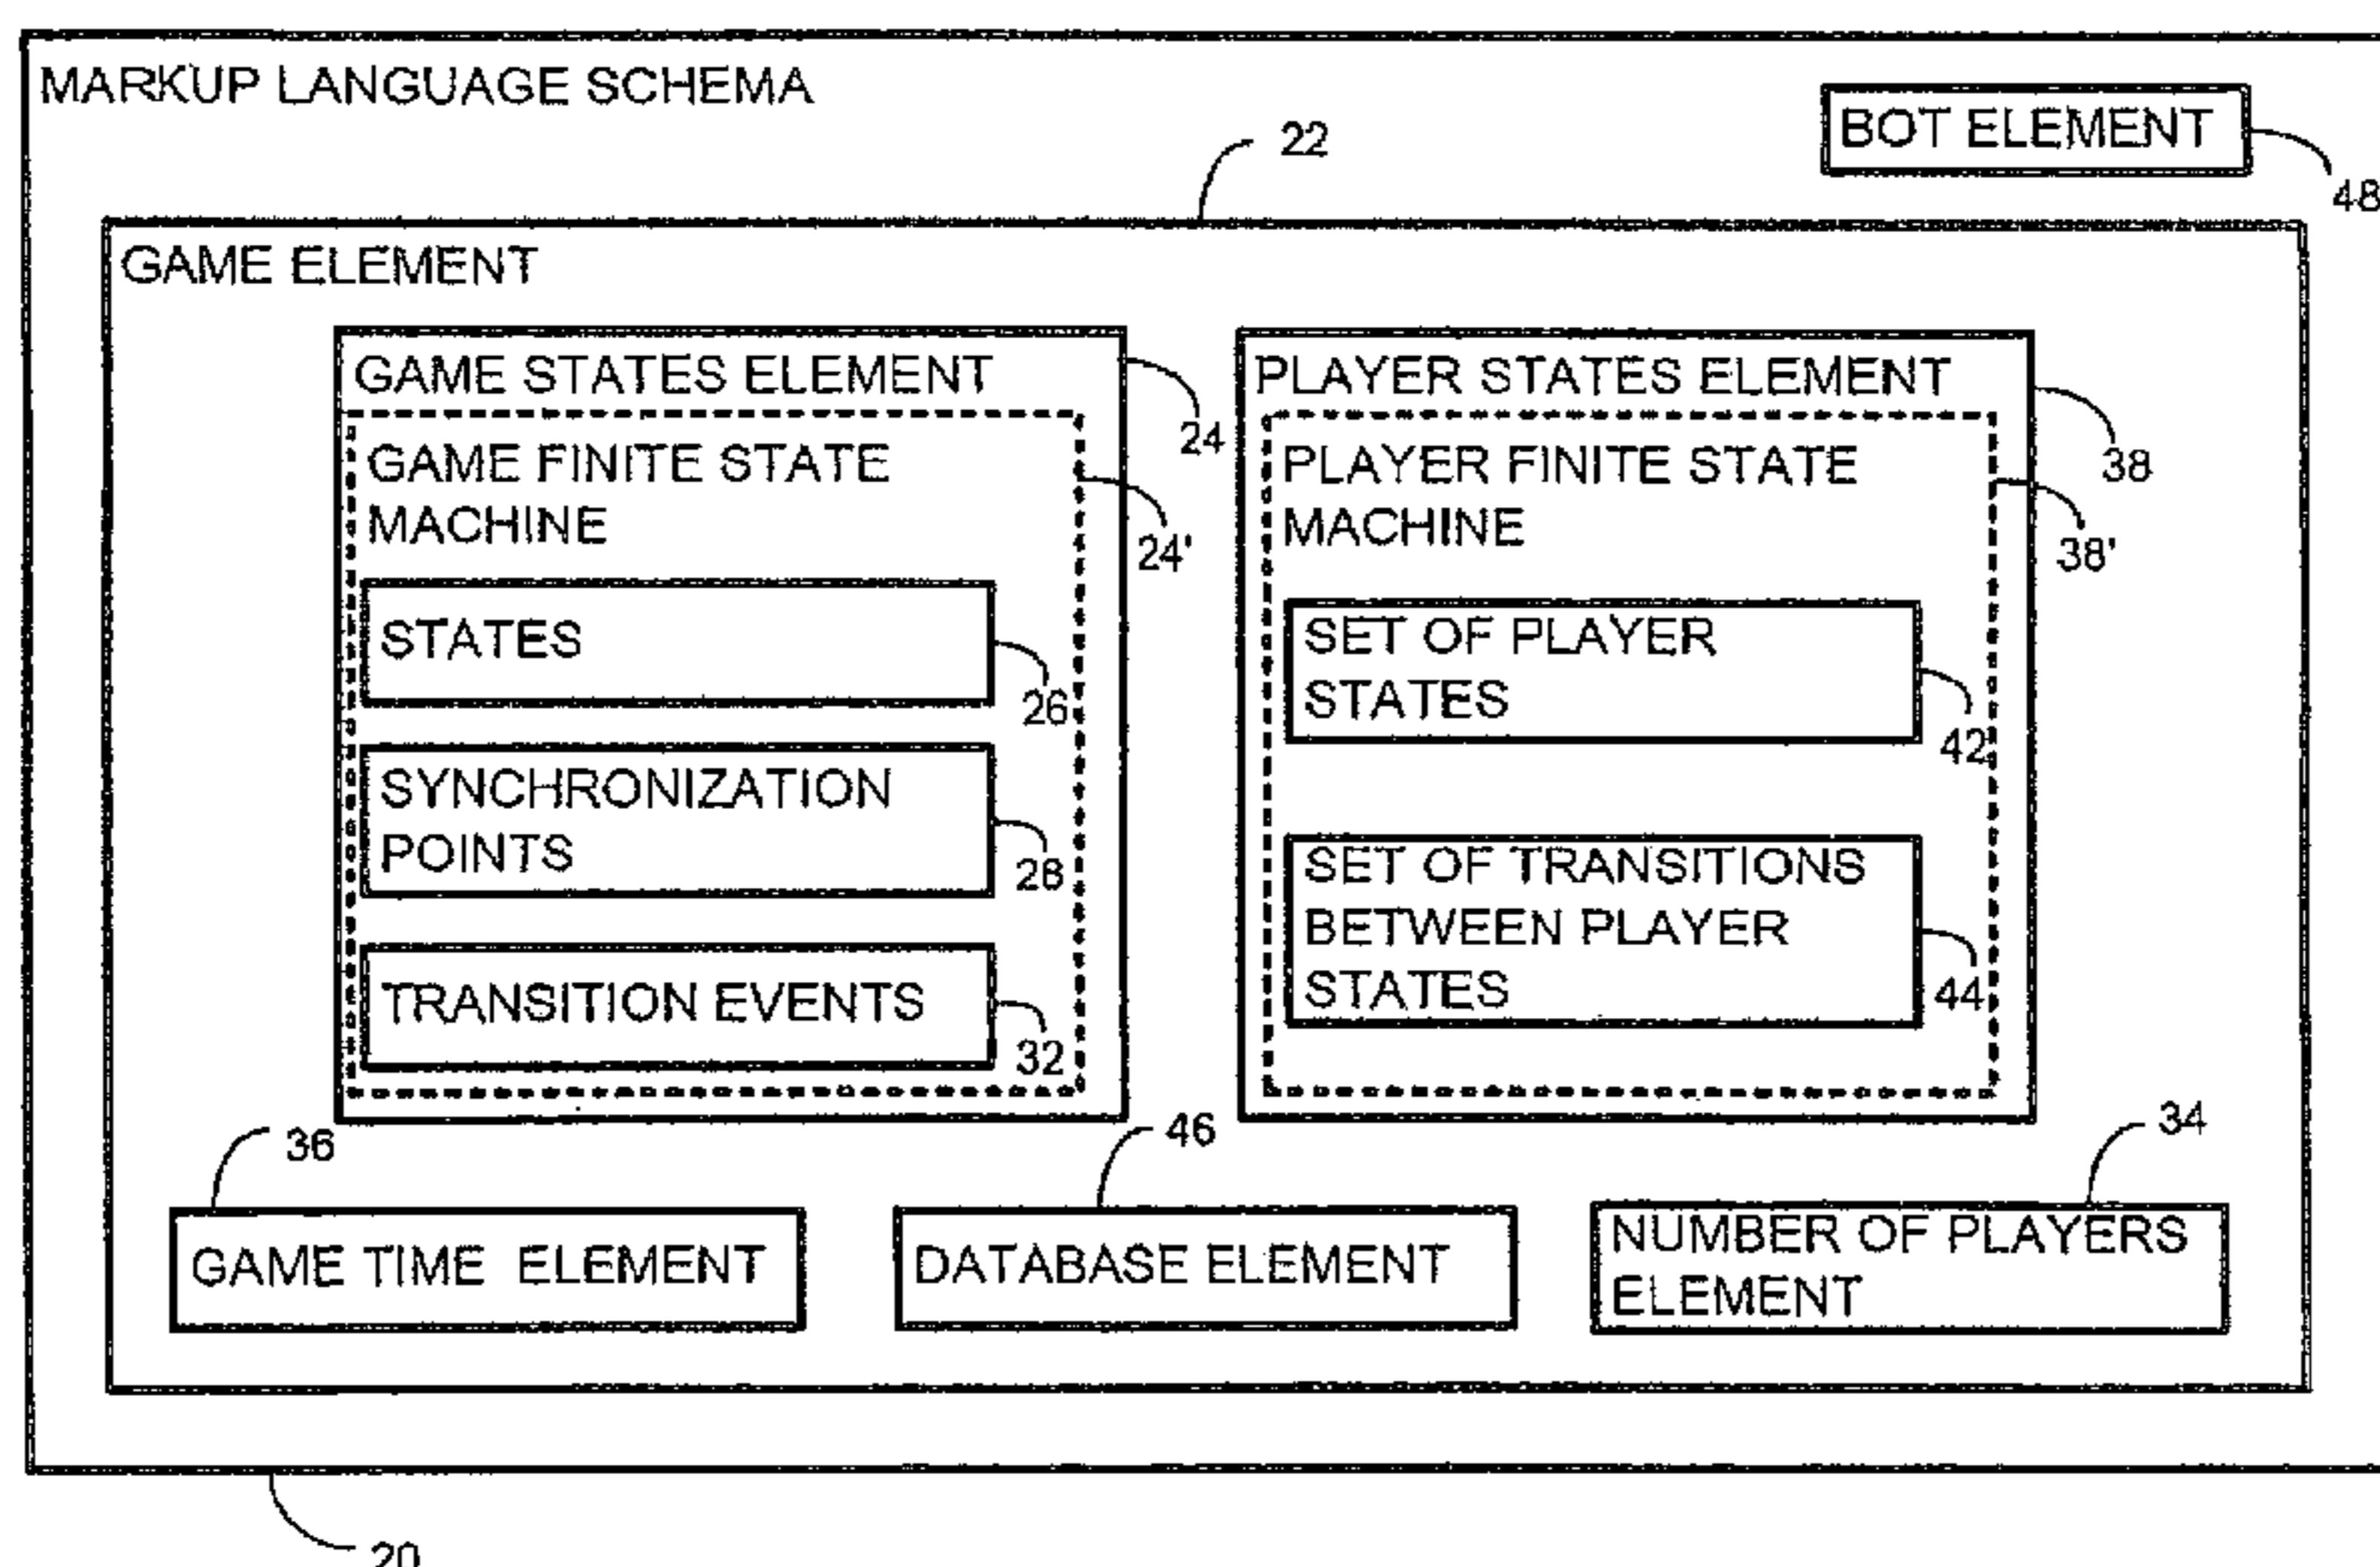 MARKUP LANGUAGE SCHEMA
BOT ELEMENT
48
22
GAME ELEMENT
GAME STATES ELEMENT
24
GAME FINITE STATE
MACHINE
24'
STATES
26
SYNCHRONIZATION
POINTS
28
TRANSITION EVENTS
32
PLAYER STATES ELEMENT
38
PLAYER FINITE STATE
MACHINE
38'
SET OF PLAYER
STATES
42
SET OF TRANSITIONS
BETWEEN PLAYER
STATES
44
36
GAME TIME ELEMENT
46
DATABASE ELEMENT
34
NUMBER OF PLAYERS
ELEMENT
20